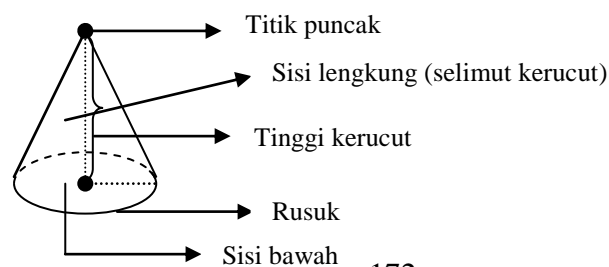 Titik puncak
Sisi lengkung (selimut kerucut)
Tinggi kerucut
Rusuk
Sisi bawah